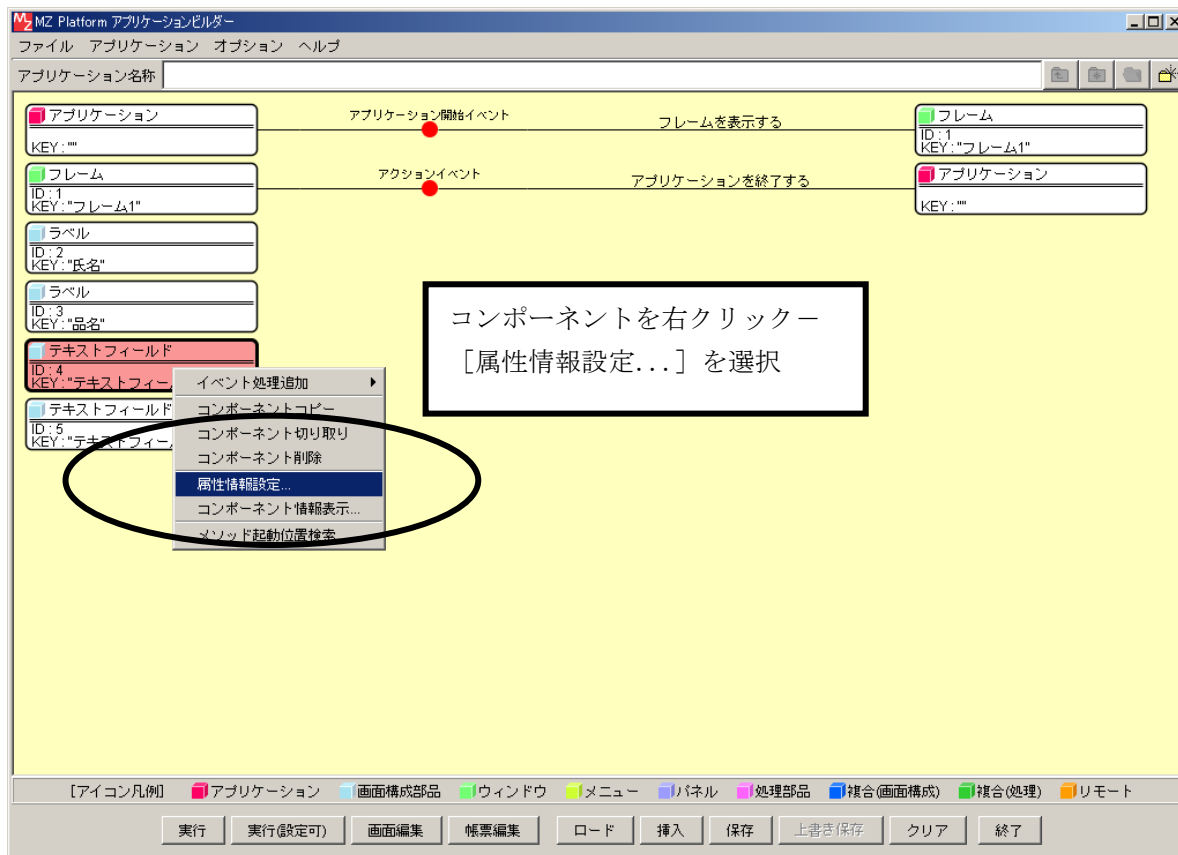 MZ Platform アプリケーションビルダー
ファイル アプリケーション オプション ヘルプ
アプリケーション名称
アプリケーション
KEY : ""
アプリケーション開始イベント
フレームを表示する
フレーム
ID : 1
KEY : "フレーム1"
フレーム
ID : 1
KEY : "フレーム1"
アクションイベント
アプリケーションを終了する
アプリケーション
KEY : ""
ラベル
ID : 2
KEY : "氏名"
ラベル
ID : 3
KEY : "品名"
コンポーネントを右クリック－
［属性情報設定...］を選択
テキストフィールド
ID : 4
KEY : "テキストフィー
テキストフィールド
ID : 5
KEY : "テキストフィー
イベント処理追加
コンポーネントコピー
コンポーネント切り取り
コンポーネント削除
属性情報設定...
コンポーネント情報表示...
メソッド起動位置検索
[アイコン凡例] アプリケーション 画面構成部品 ウィンドウ メニュー パネル 処理部品 複合(画面構成) 複合(処理) リモート
実行 実行(設定可) 画面編集 帳票編集 ロード 挿入 保存 上書き保存 クリア 終了